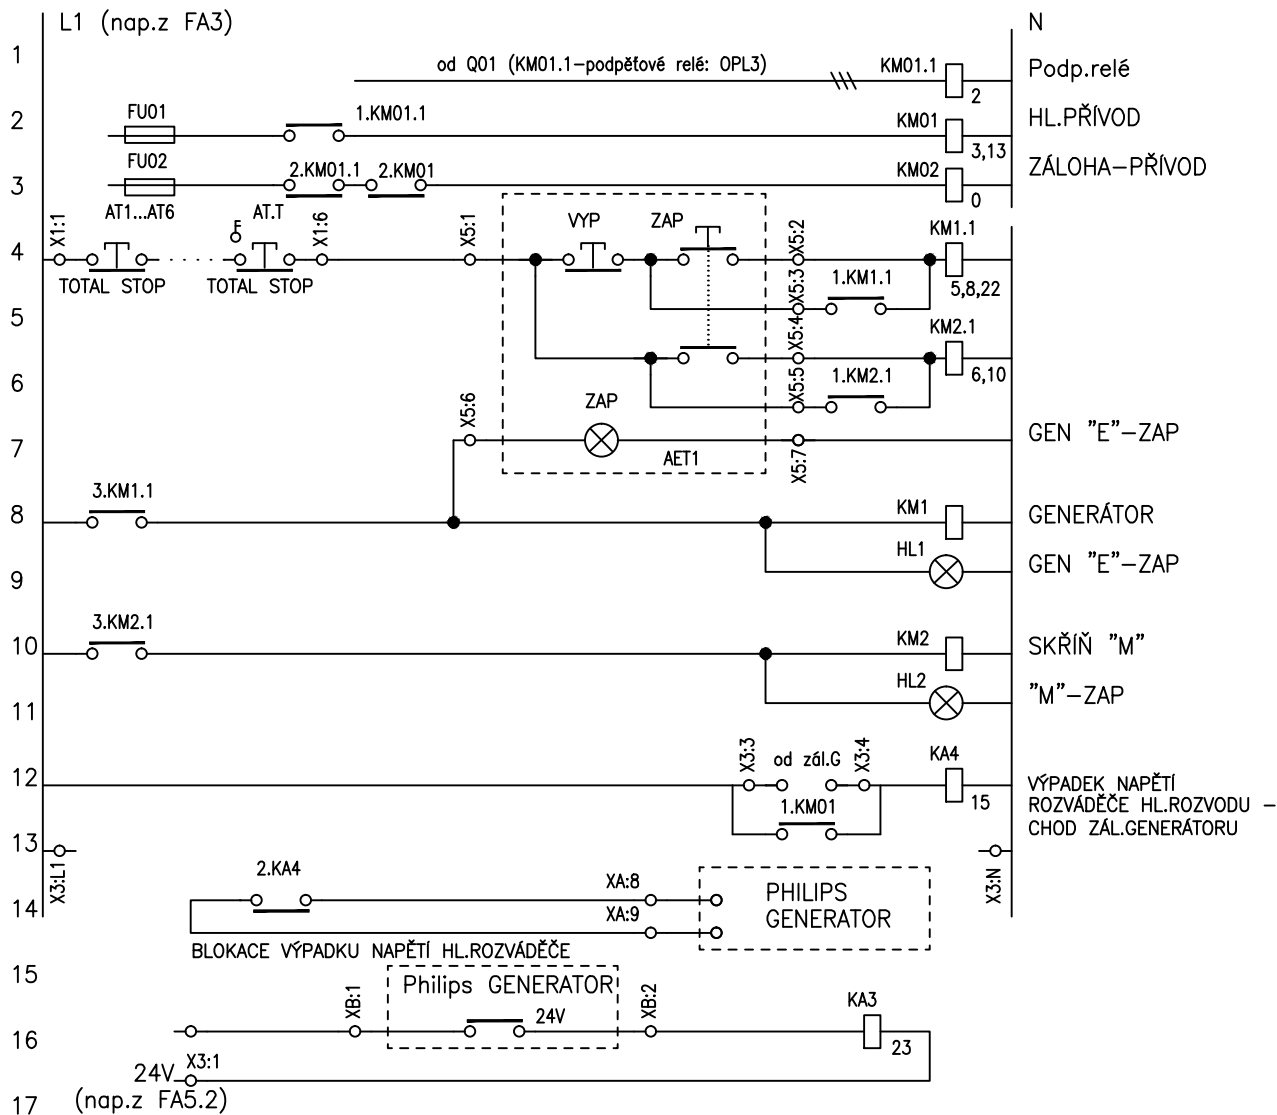 L1 (nap.z FA3)
N
1
od Q01 (KM01.1–podpěťové relé: OPL3)
KM01.1
2
Podp.relé
2
FU01
1.KM01.1
KM01
3,13
HL.PŘÍVOD
3
FU02
2.KM01.1
2.KM01
KM02
0
ZÁLOHA–PŘÍVOD
4
X1:1
AT1...AT6
TOTAL STOP
AT.T
F
TOTAL STOP
X1:6
X5:1
VYP
ZAP
X5:2
KM1.1
5,8,22
5
X5:3
1.KM1.1
X5:4
KM2.1
6,10
6
X5:5
1.KM2.1
7
X5:6
ZAP
AET1
X5:7
GEN "E"–ZAP
8
3.KM1.1
KM1
GENERÁTOR
9
HL1
GEN "E"–ZAP
10
3.KM2.1
KM2
SKŘÍŇ "M"
11
HL2
"M"–ZAP
12
X3:3
od zál.G
X3:4
KA4
15
1.KM01
VÝPADEK NAPĚTÍ
ROZVÁDĚČE HL.ROZVODU –
CHOD ZÁL.GENERÁTORU
13
X3:L1
X3:N
14
2.KA4
XA:8
XA:9
PHILIPS
GENERATOR
BLOKACE VÝPADKU NAPĚTÍ HL.ROZVÁDĚČE
15
Philips GENERATOR
16
XB:1
24V
XB:2
KA3
23
24V
X3:1
17
(nap.z FA5.2)